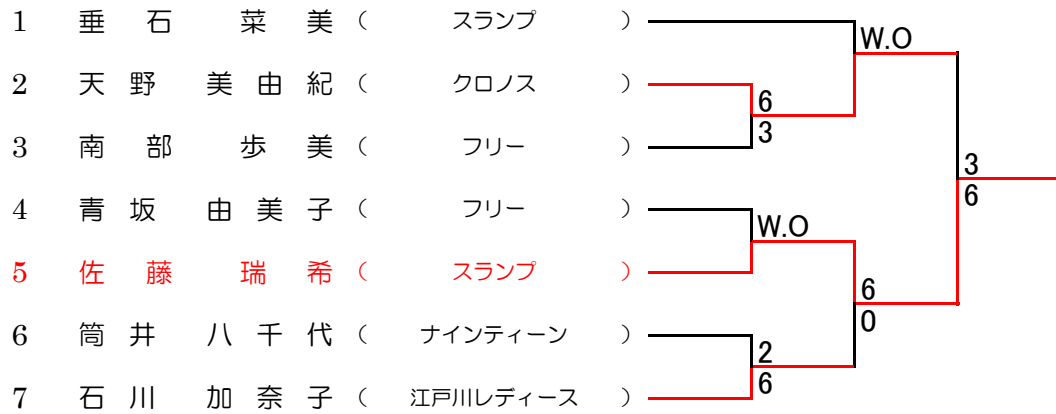 1 垂石 菜美 ( スランプ )
W.O
2 天野 美由紀 ( クロノス )
6
3
3 南部 歩美 ( フリー )
3
6
4 青坂 由美子 ( フリー )
W.O
5 佐藤 瑞希 ( スランプ )
6
0
6 筒井 八千代 ( ナインティーン )
2
6
7 石川 加奈子 ( 江戸川レディース )